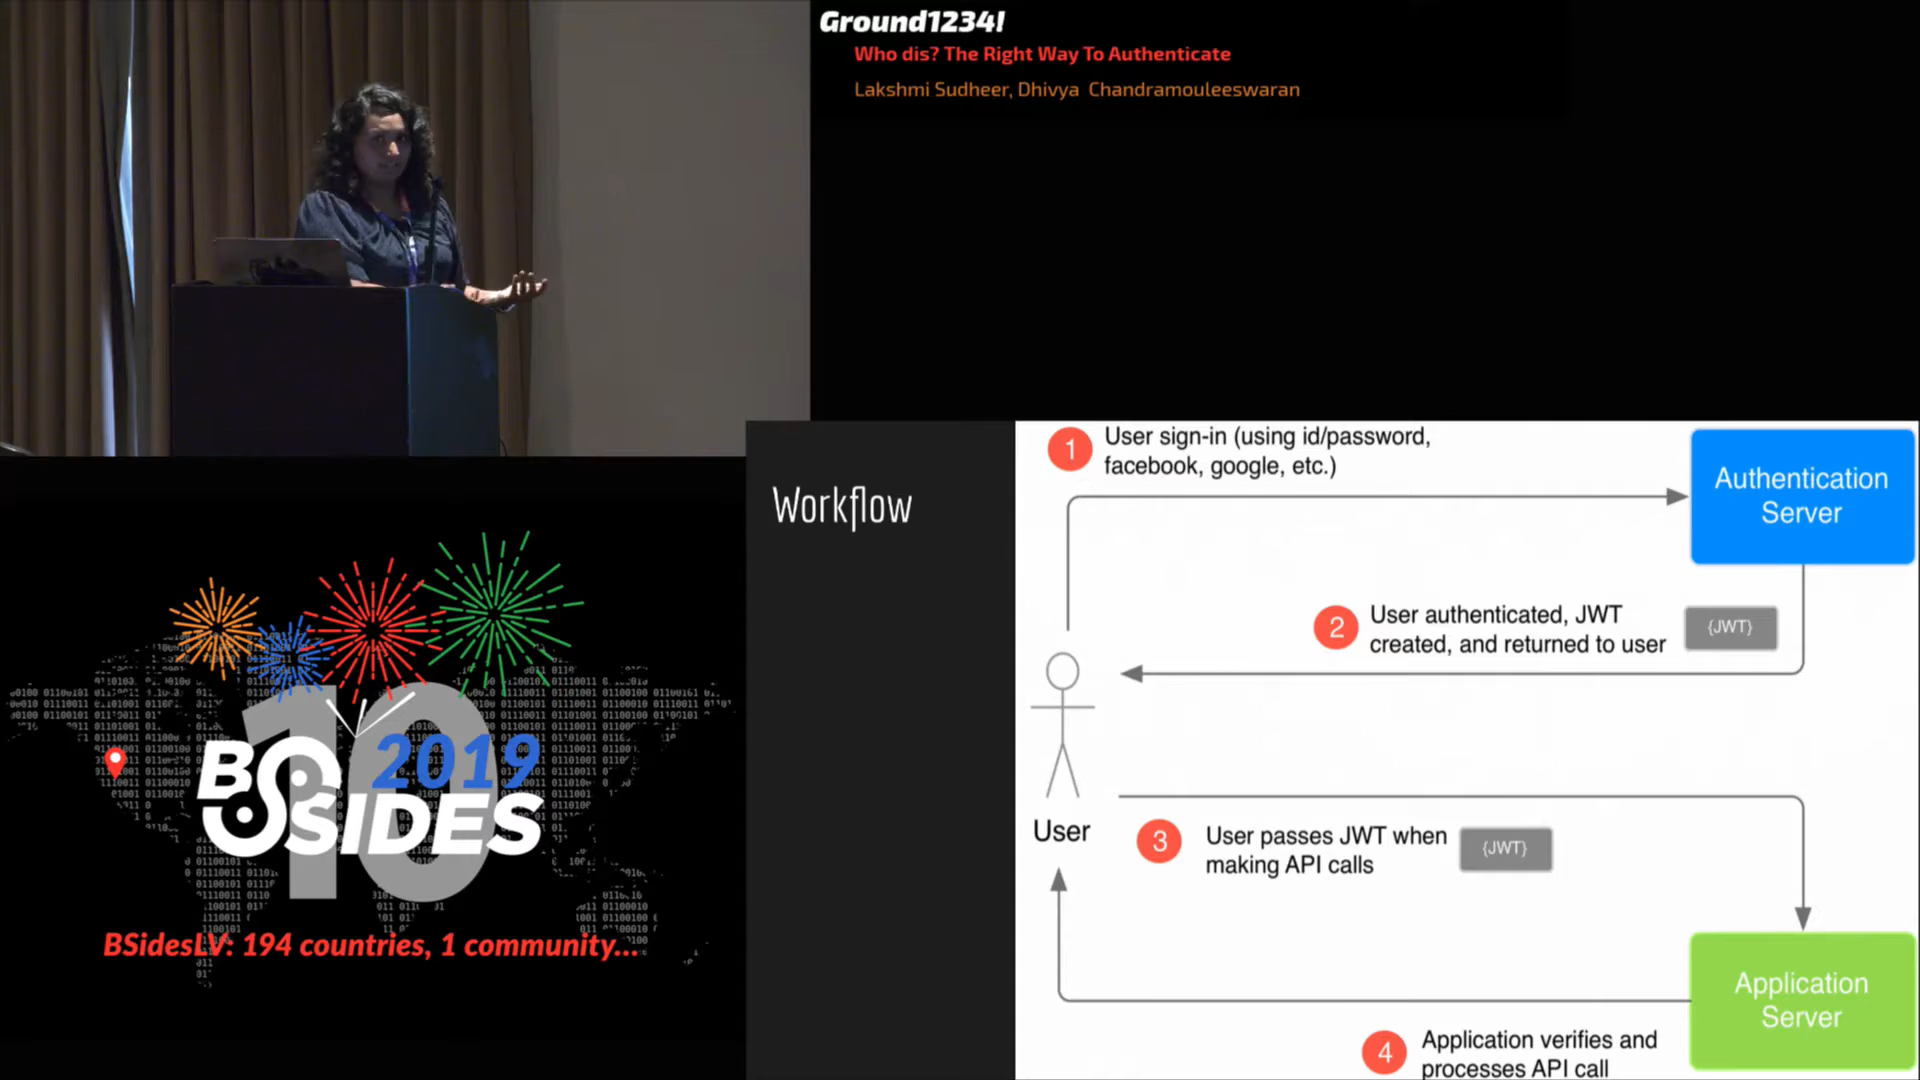 Ground1234!
Who dis? The Right Way To Authenticate
Lakshmi Sudheer, Dhivya Chandramouleeswaran
Workflow
1 User sign-in (using id/password,
facebook, google, etc.)
Authentication
Server
2 User authenticated, JWT
created, and returned to user
{JWT}
User
3 User passes JWT when
making API calls
{JWT}
Application
Server
4 Application verifies and
processes API call
10
2019
BSIDES
BSidesLV: 194 countries, 1 community...